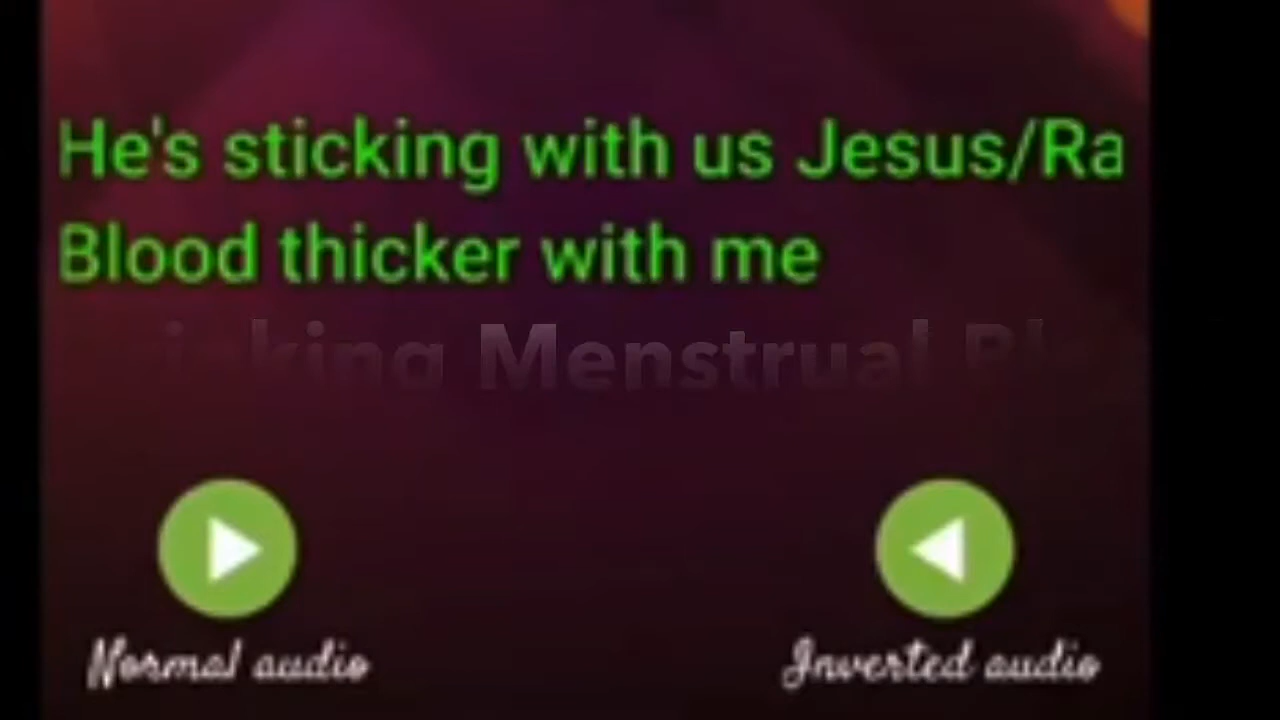 He's sticking with us Jesus/Ra
Blood thicker with me
Menstrual
Normal audio
Inverted audio